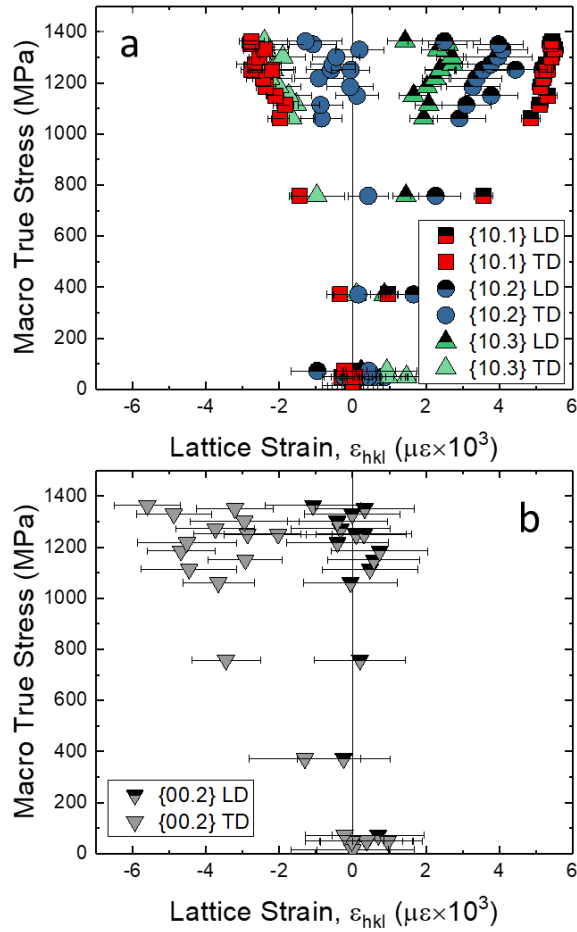 a
1400
1200
1000
800
600
400
200
0
Macro True Stress (MPa)
{10.1} LD
{10.1} TD
{10.2} LD
{10.2} TD
{10.3} LD
{10.3} TD
-6 -4 -2 0 2 4 6
Lattice Strain, εhkl (με×10³)
b
1400
1200
1000
800
600
400
200
0
Macro True Stress (MPa)
{00.2} LD
{00.2} TD
-6 -4 -2 0 2 4 6
Lattice Strain, εhkl (με×10³)